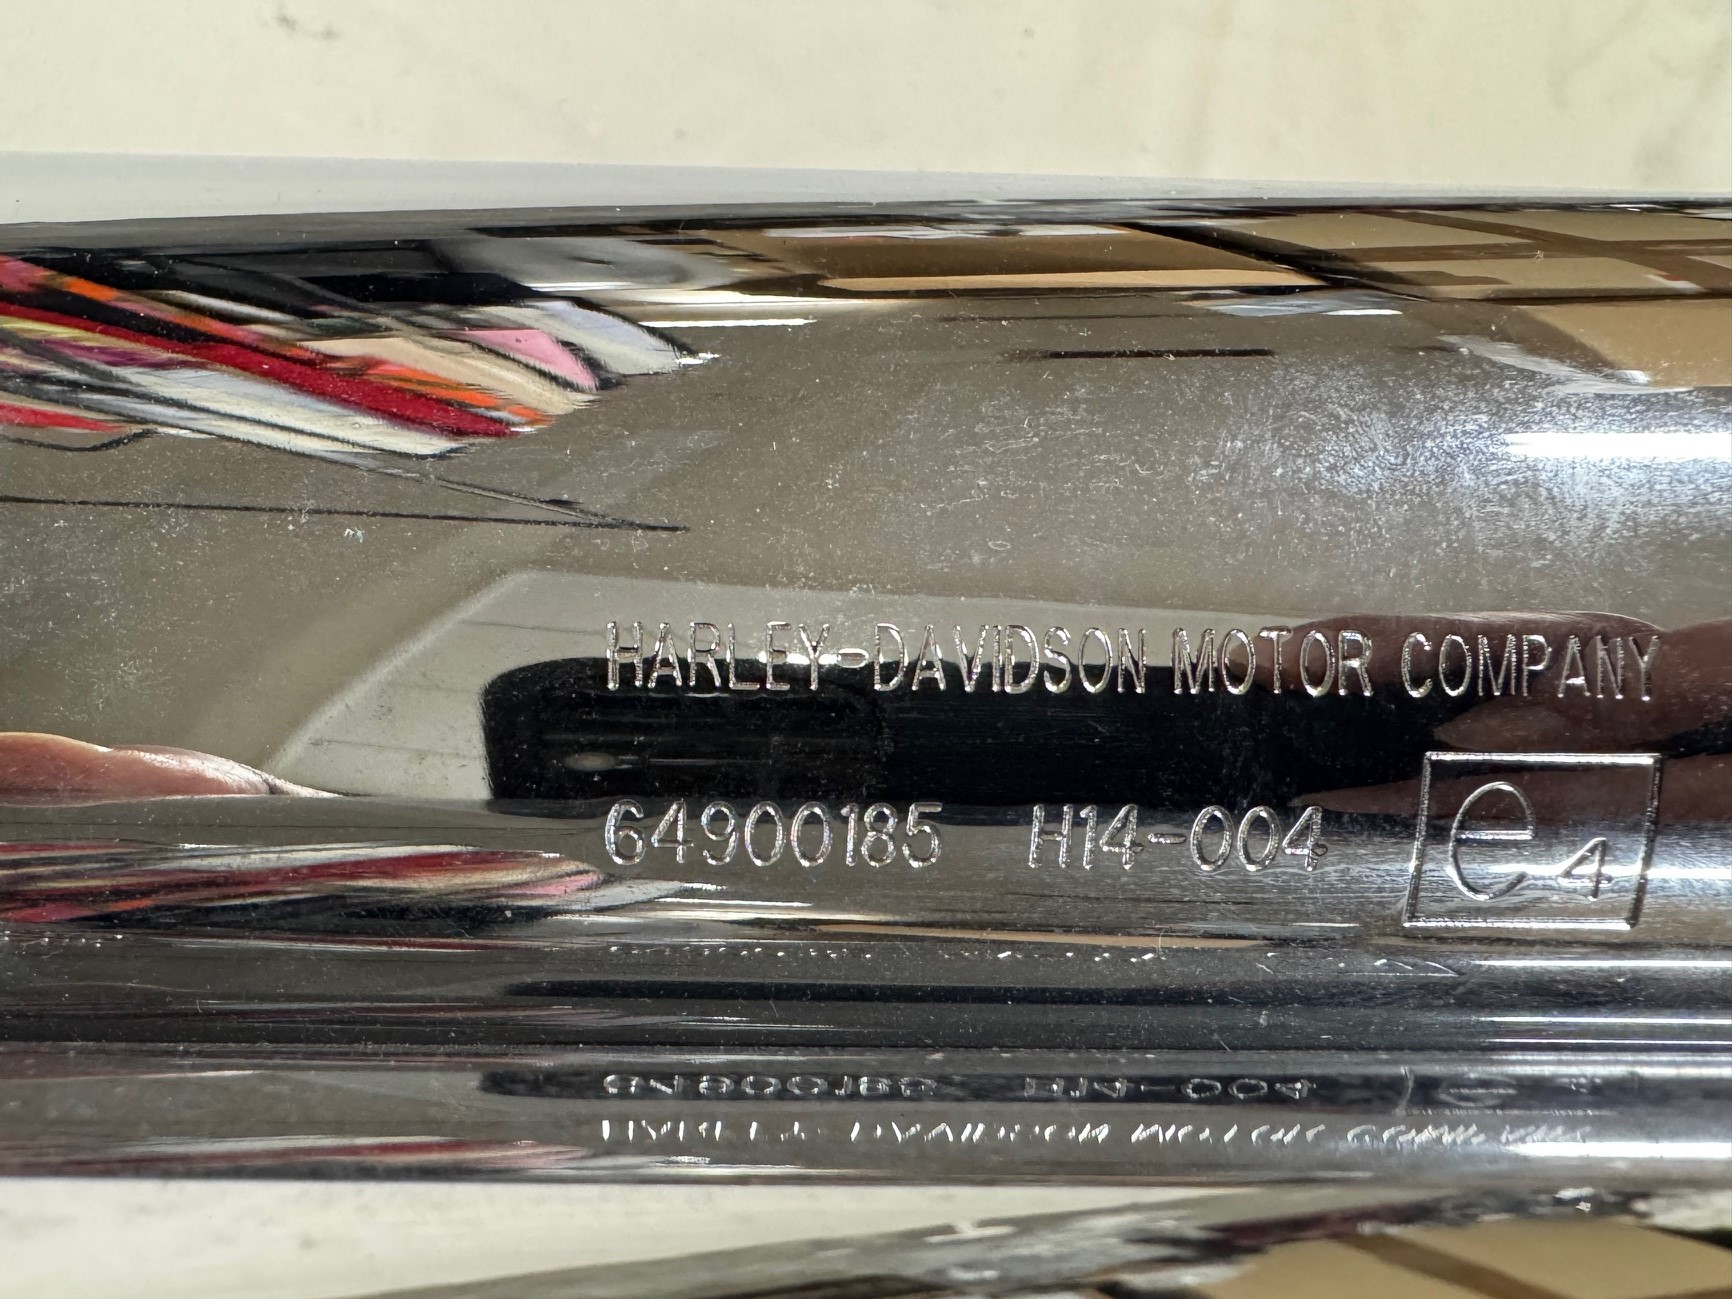 HARLEY-DAVIDSON MOTOR COMPANY
64900185 H14-004 e4